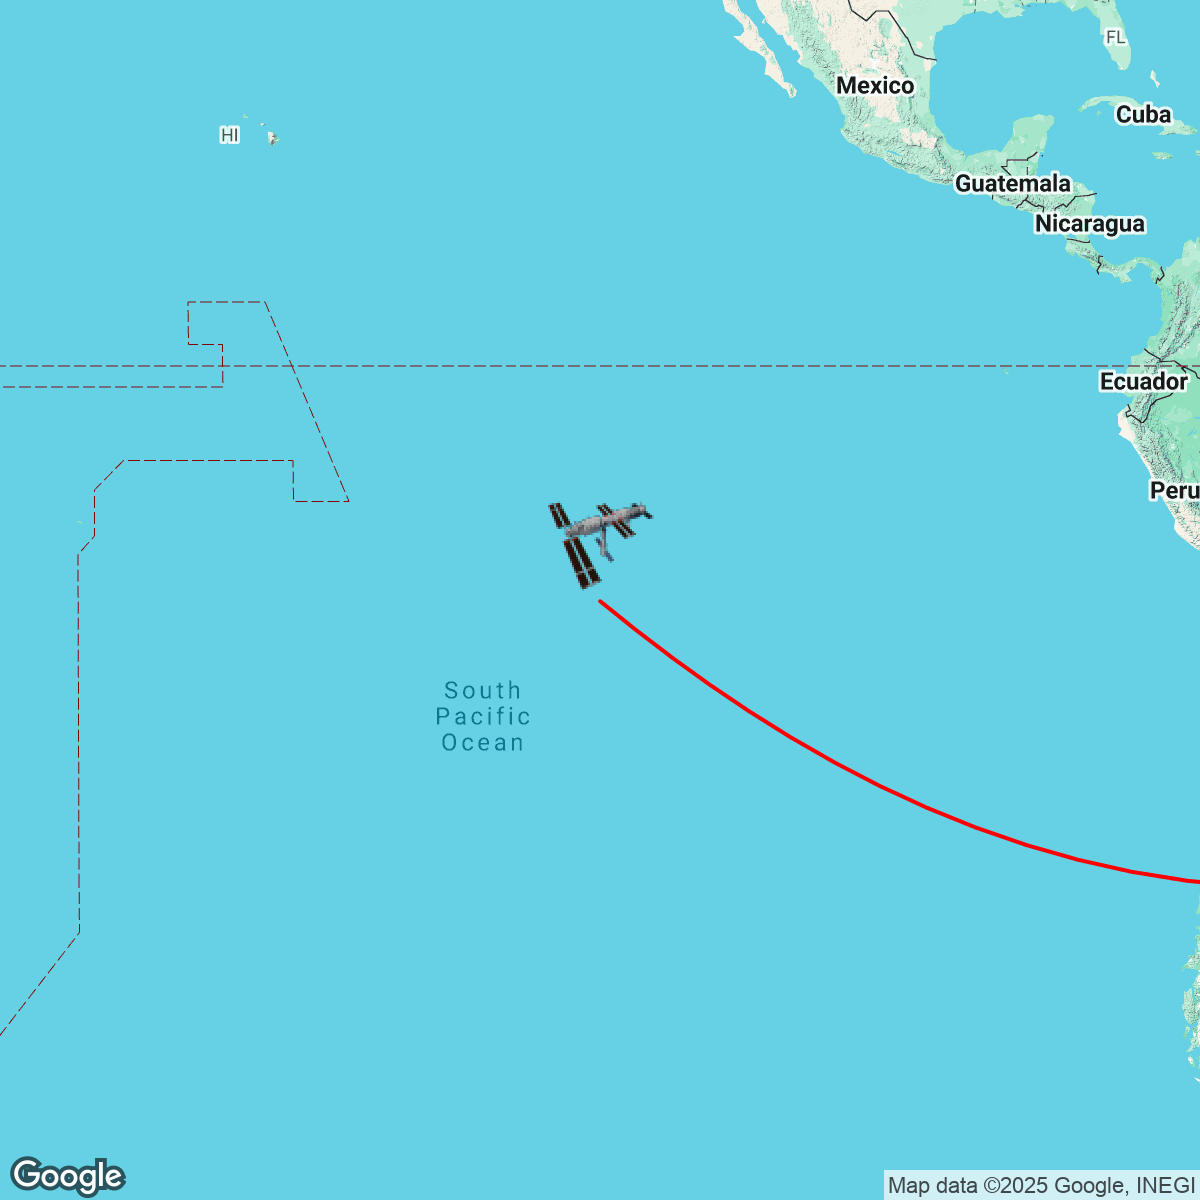 FL
Mexico
Cuba
HI
Guatemala
Nicaragua
Ecuador
Peru
South
Pacific
Ocean
Google
Map data ©2025 Google, INEGI